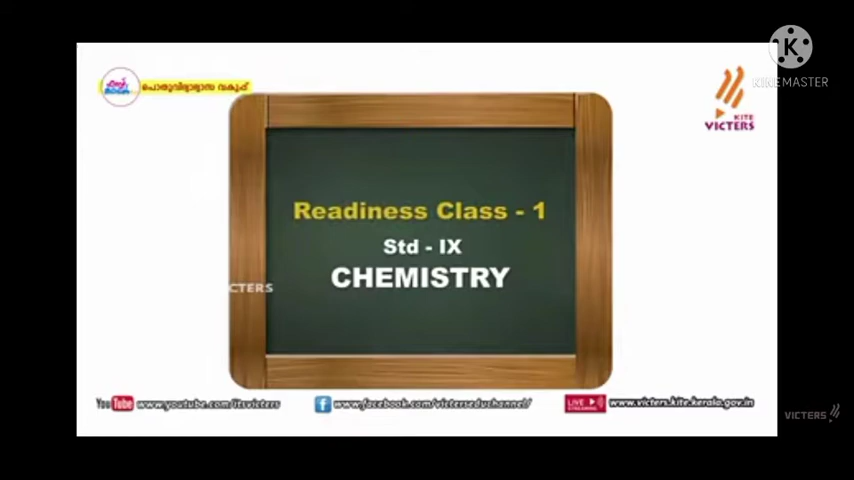 KINEMASTER
പൊതുവിദ്യാഭ്യാസ വകുപ്പ്
KITE
VICTERS
Readiness Class - 1
Std - IX
CHEMISTRY
CTERS
YouTube www.youtube.com/itsvicters
www.facebook.com/victerseduchannel/
LIVE STREAMING www.victers.kite.kerala.gov.in
VICTERS